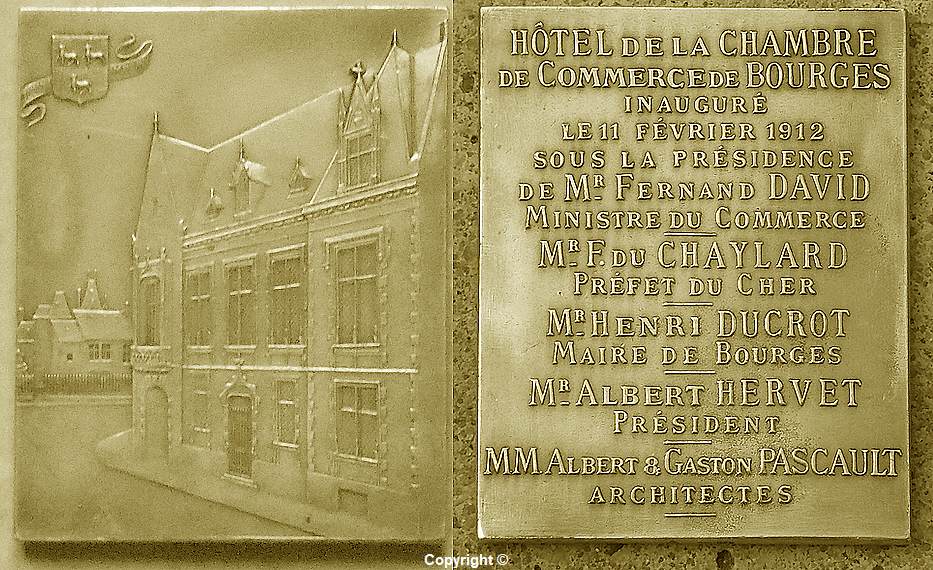 HÔTEL DE LA CHAMBRE
DE COMMERCE DE BOURGES
INAUGURÉ
LE 11 FÉVRIER 1912
SOUS LA PRÉSIDENCE
DE MR FERNAND DAVID
MINISTRE DU COMMERCE
MR F. DU CHAYLARD
PRÉFET DU CHER
MR HENRI DUCROT
MAIRE DE BOURGES
MR ALBERT HERVET
PRÉSIDENT
MM. ALBERT & GASTON PASCAULT
ARCHITECTES
Copyright ©